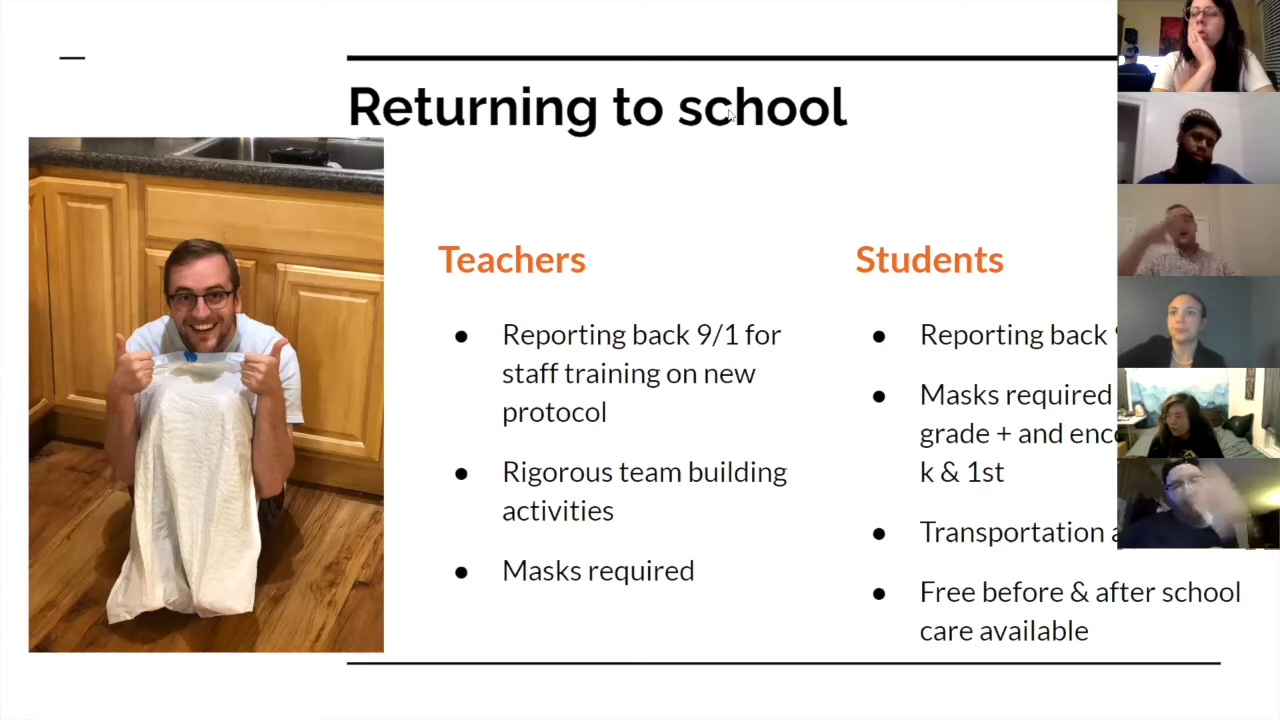 Returning to school
Teachers
Reporting back 9/1 for
staff training on new
protocol
Rigorous team building
activities
Masks required
Students
Reporting back
Masks required
grade + and
k & 1st
Transportation
Free before & after school
care available